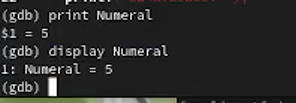 (gdb) print Numeral
$1 = 5
(gdb) display Numeral
1: Numeral = 5
(gdb)